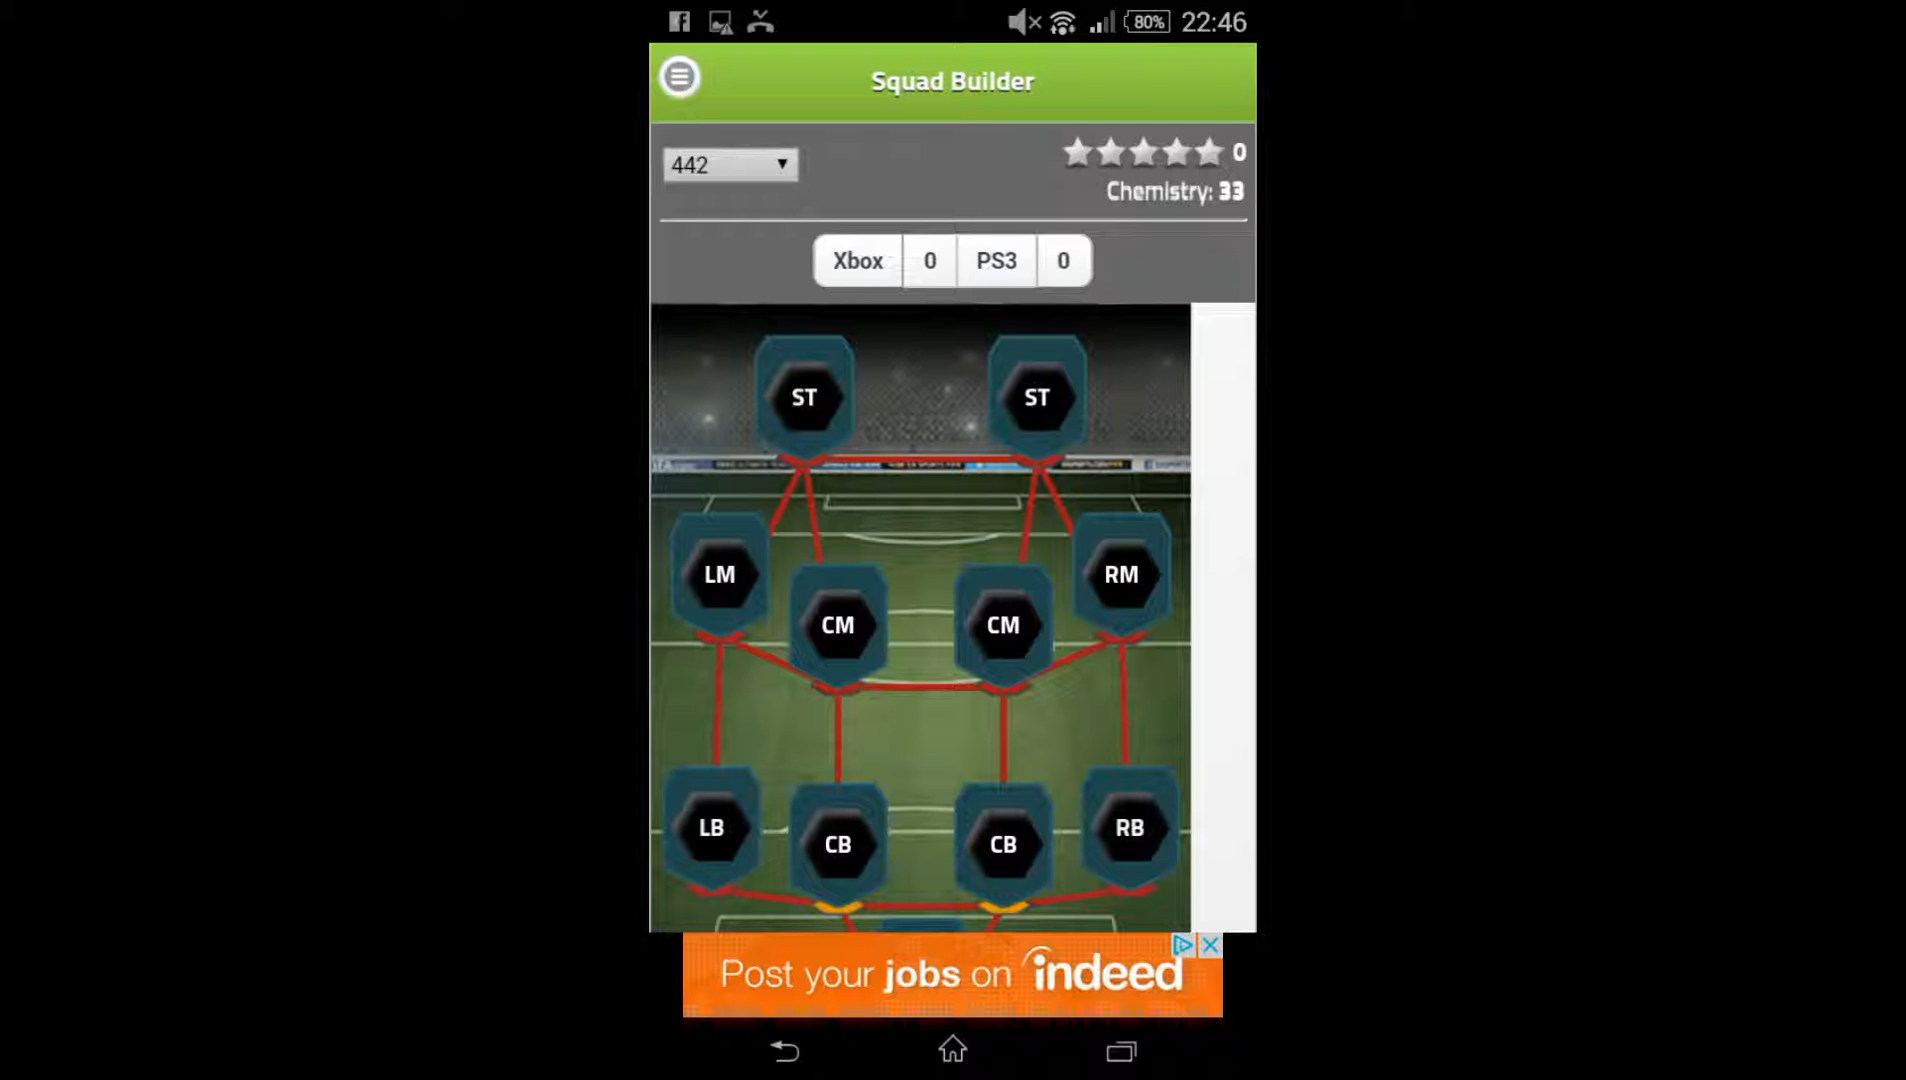 80% 22:46
Squad Builder
442
0
Chemistry: 33
Xbox 0 PS3 0
ST ST
LM RM
CM CM
LB RB
CB CB
Post your jobs on indeed